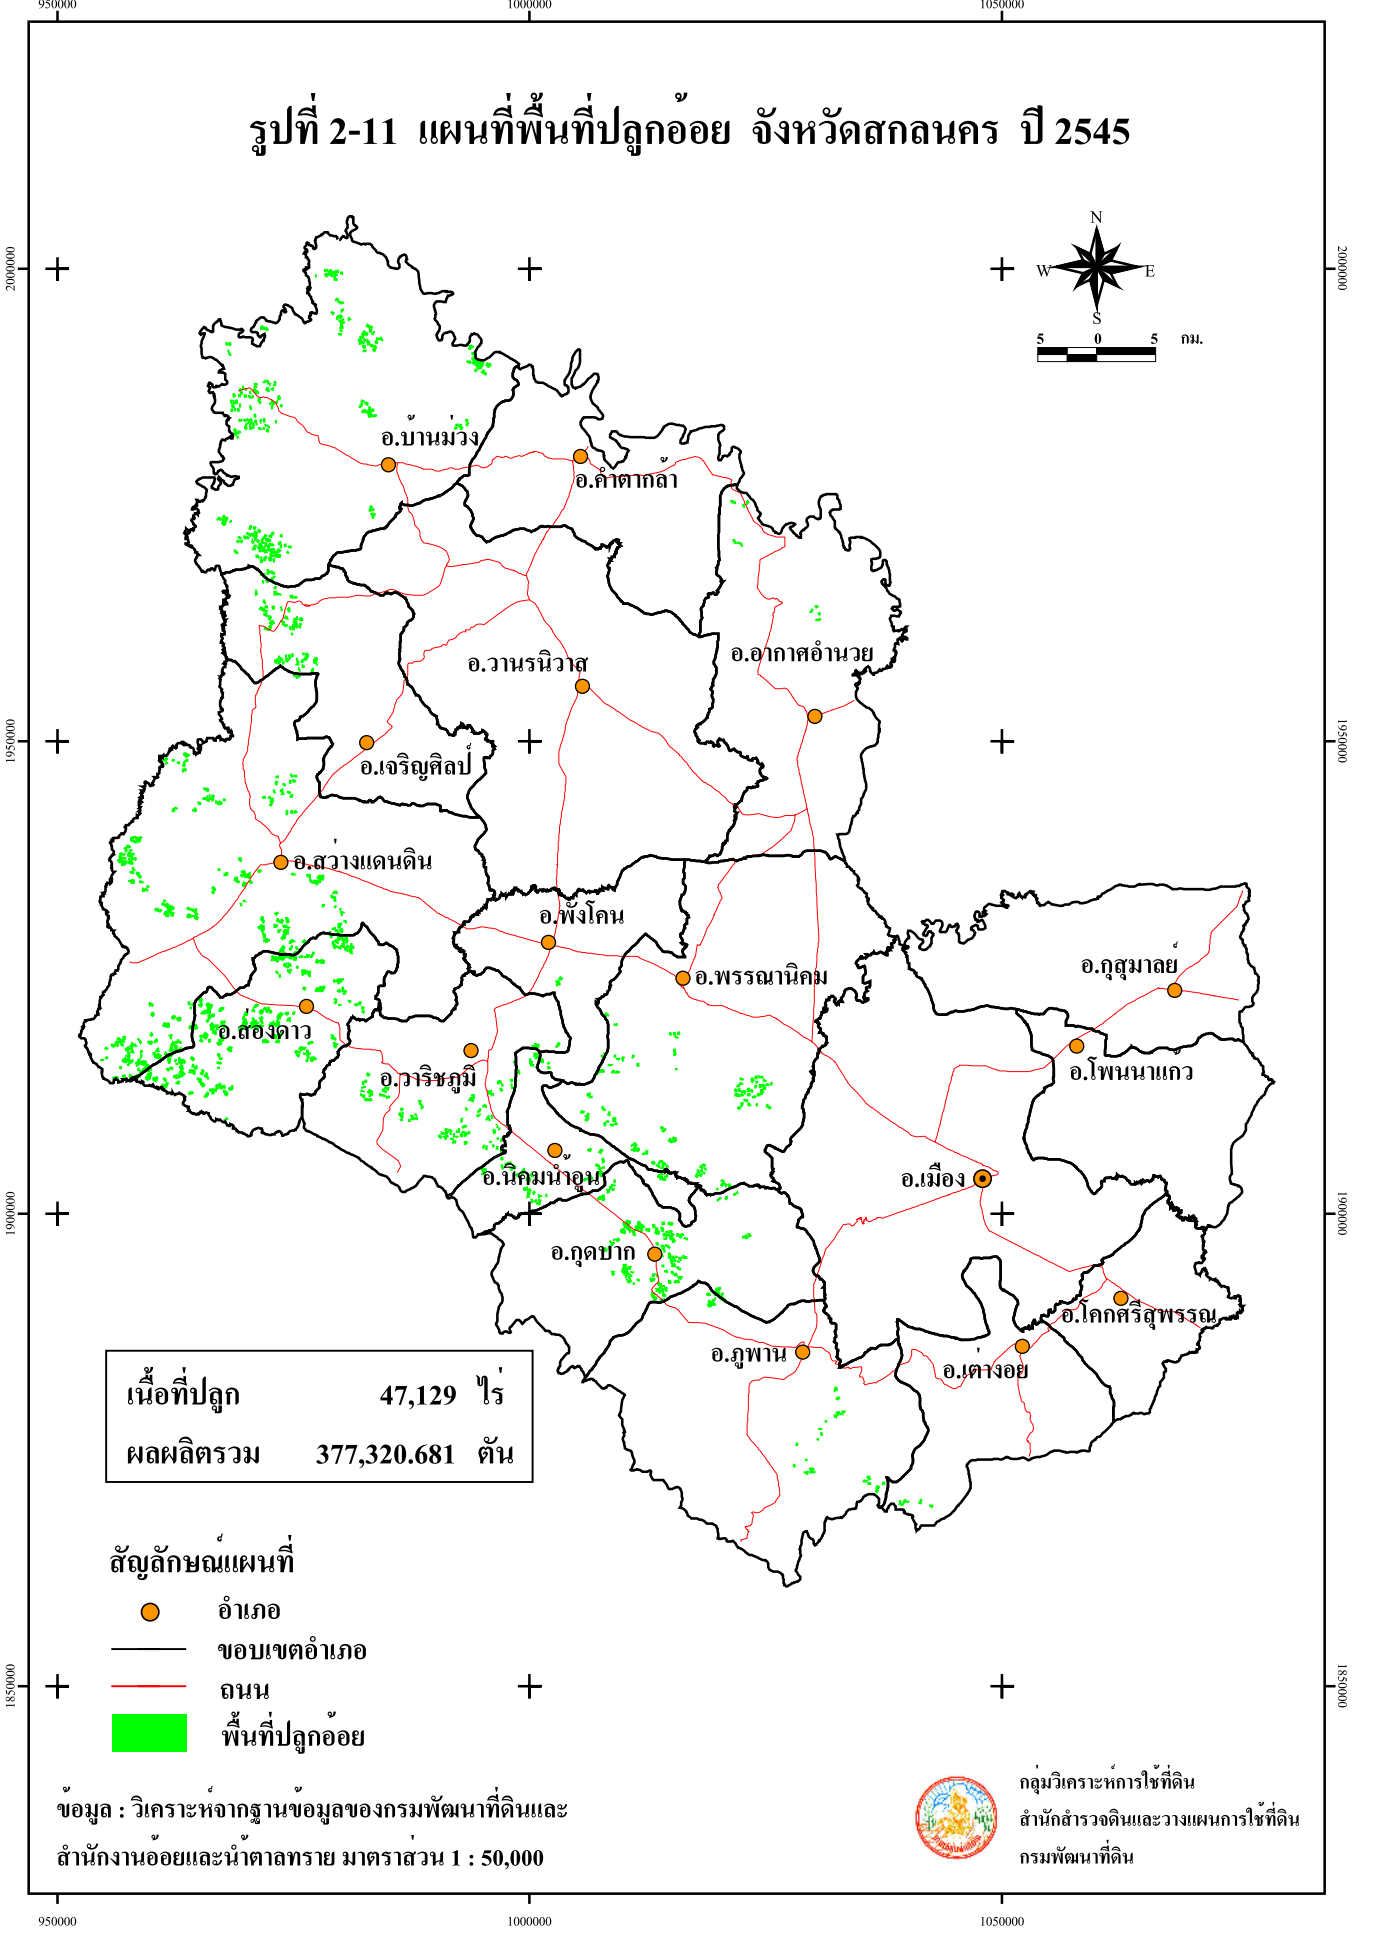 950000 1000000 1050000
รูปที่ 2-11 แผนที่พื้นที่ปลูกอ้อย จังหวัดสกลนคร ปี 2545
N
W E
S
2000000 2000000
5 0 5 กม.
อ.บ้านม่วง
อ.คำตากล้า
อ.อากาศอำนวย
อ.วานรนิวาส
1950000 1950000
อ.เจริญศิลป์
อ.สว่างแดนดิน
อ.พังโคน
อ.พรรณานิคม
อ.กุสุมาลย์
อ.ส่องดาว
อ.วาริชภูมิ
อ.โพนนาแก้ว
อ.นิคมน้ำอูน
อ.เมือง
1900000 1900000
อ.กุดบาก
อ.โคกศรีสุพรรณ
อ.ภูพาน
อ.เต่างอย
เนื้อที่ปลูก 47,129 ไร่
ผลผลิตรวม 377,320.681 ตัน
สัญลักษณ์แผนที่
อำเภอ
ขอบเขตอำเภอ
ถนน
พื้นที่ปลูกอ้อย
1850000 1850000
ข้อมูล : วิเคราะห์จากฐานข้อมูลของกรมพัฒนาที่ดินและ
สำนักงานอ้อยและน้ำตาลทราย มาตราส่วน 1 : 50,000
กลุ่มวิเคราะห์การใช้ที่ดิน
สำนักสำรวจดินและวางแผนการใช้ที่ดิน
กรมพัฒนาที่ดิน
950000 1000000 1050000